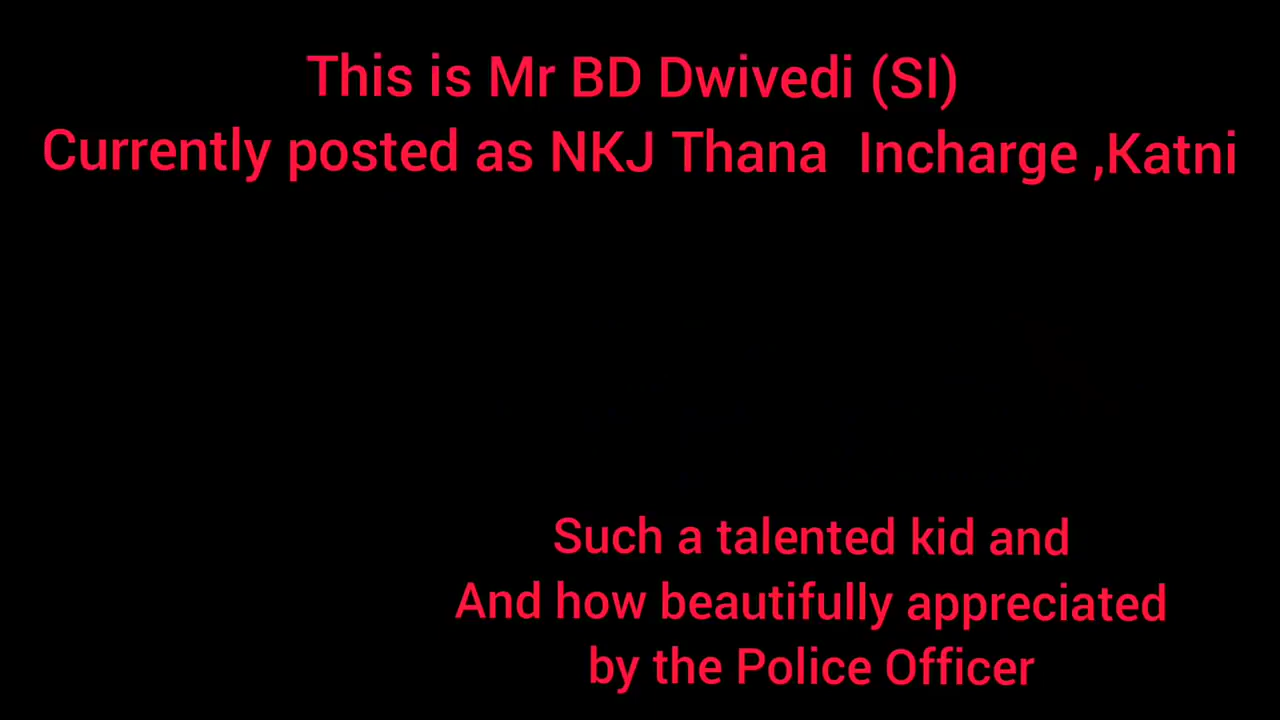 This is Mr BD Dwivedi (SI)
Currently posted as NKJ Thana  Incharge ,Katni
Such a talented kid and
And how beautifully appreciated
by the Police Officer